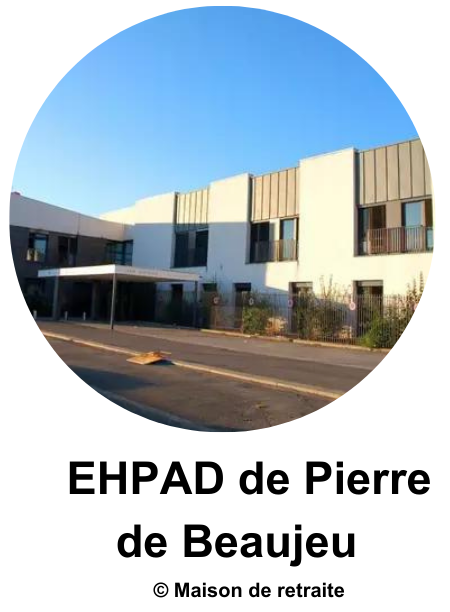 EHPAD de Pierre
de Beaujeu
© Maison de retraite